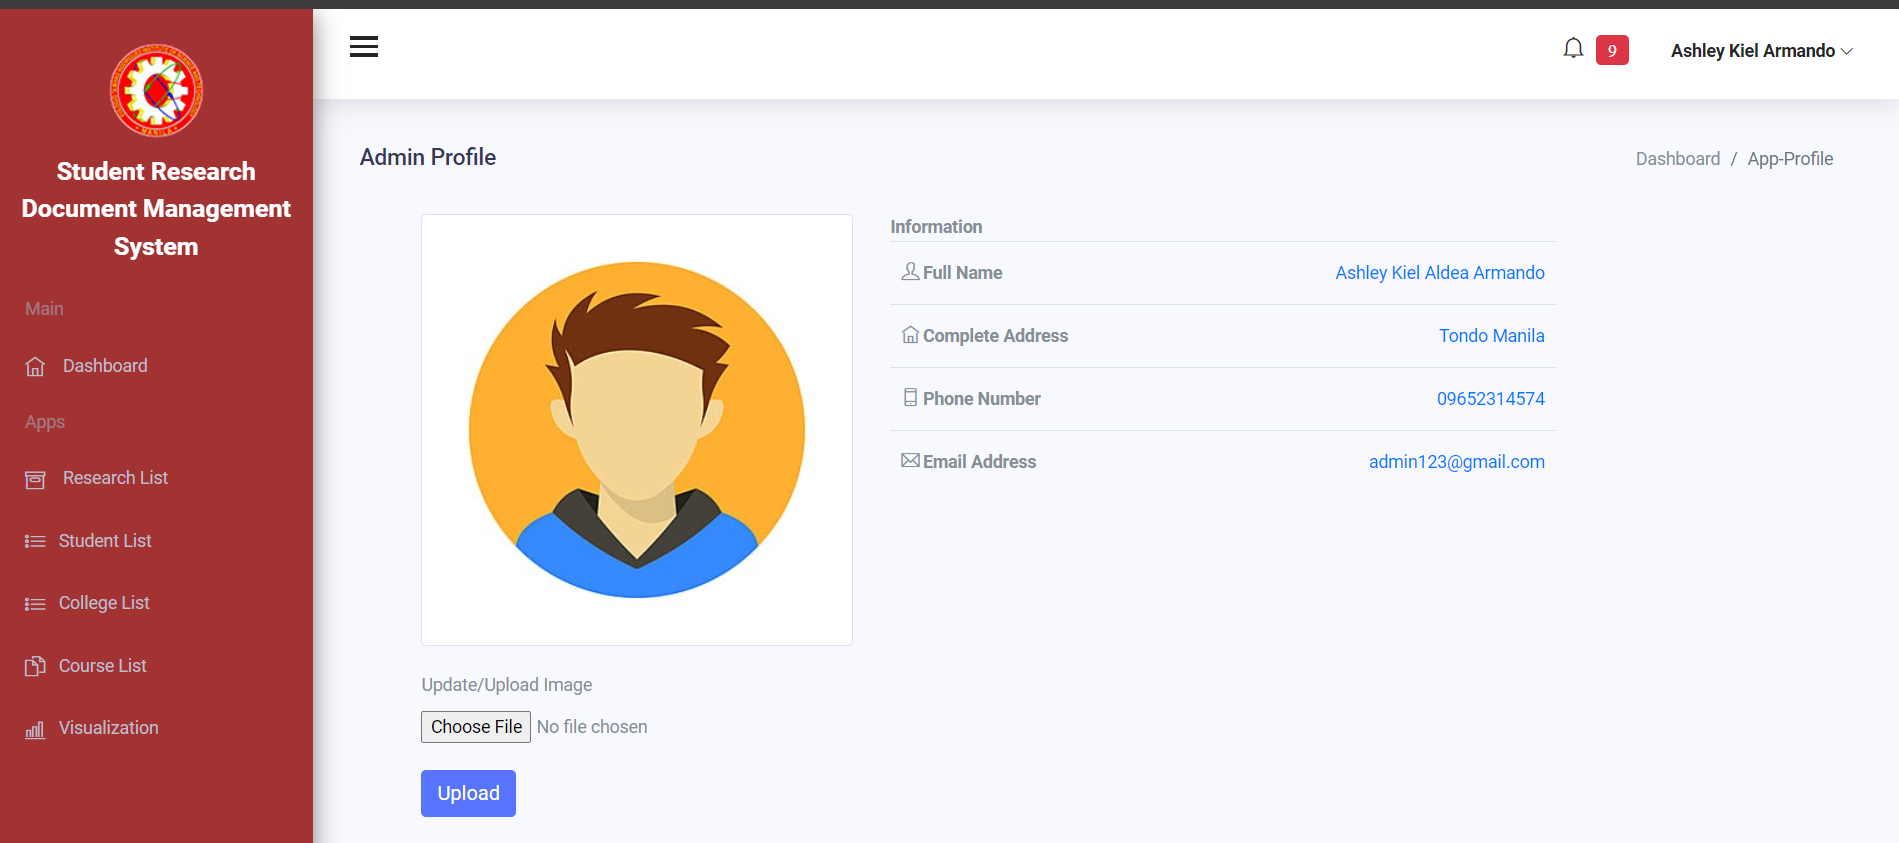 MANILA
Student Research
Document Management
System
Main
Dashboard
Apps
Research List
Student List
College List
Course List
Visualization
9
Ashley Kiel Armando
Admin Profile
Dashboard / App-Profile
Information
Full Name Ashley Kiel Aldea Armando
Complete Address Tondo Manila
Phone Number 09652314574
Email Address admin123@gmail.com
Update/Upload Image
Choose File No file chosen
Upload